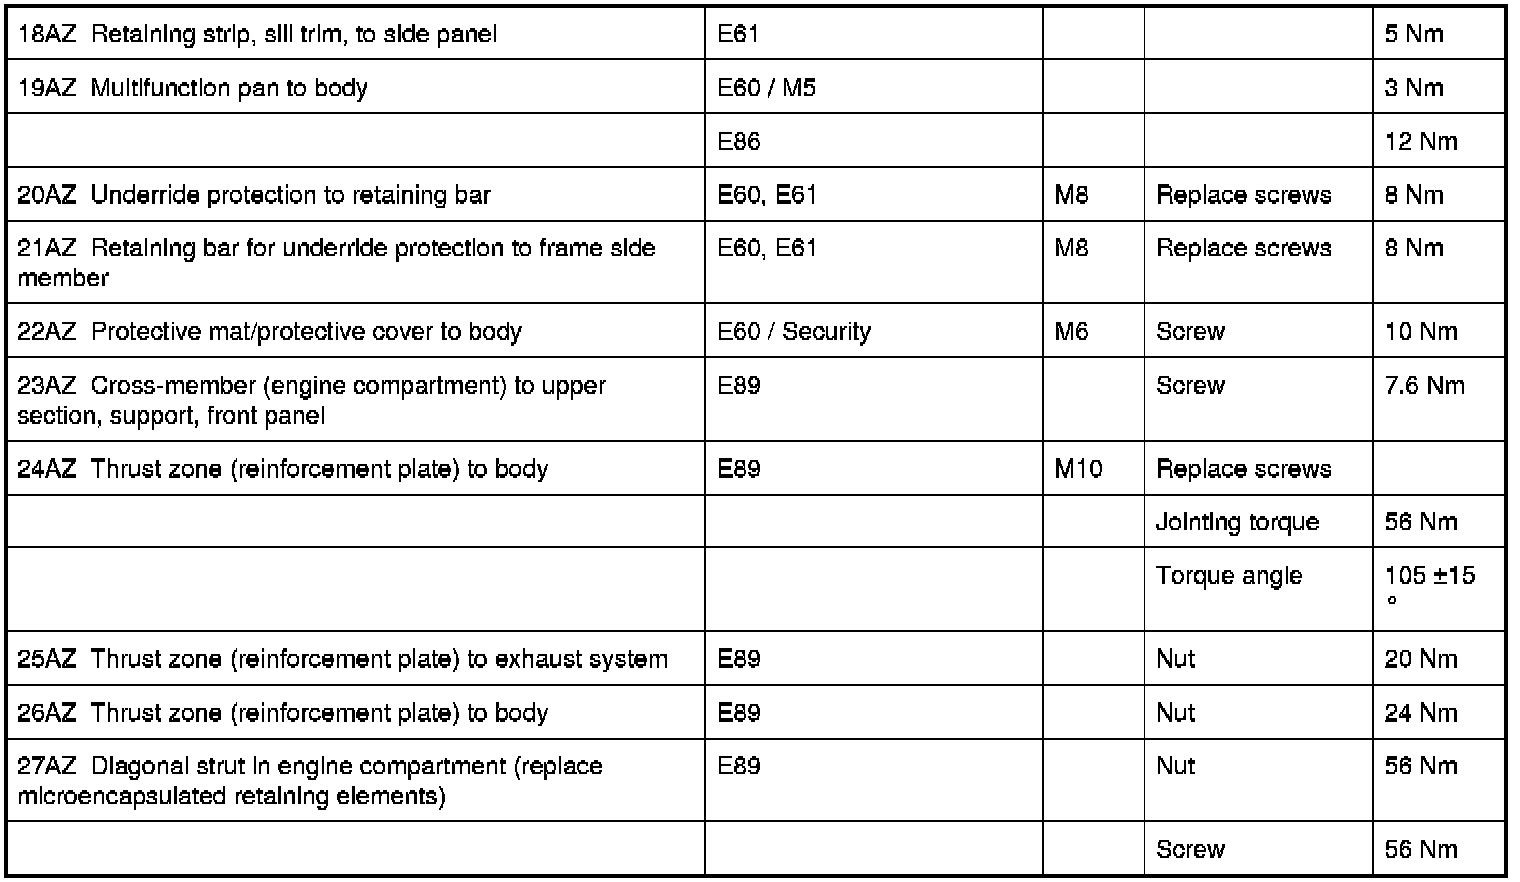 18AZ Retaining strip, sill trim, to side panel E61 5 Nm
19AZ Multifunction pan to body E60 / M5 3 Nm
E86 12 Nm
20AZ Underride protection to retaining bar E60, E61 M8 Replace screws 8 Nm
21AZ Retaining bar for underride protection to frame side E60, E61 M8 Replace screws 8 Nm
member
22AZ Protective mat/protective cover to body E60 / Security M6 Screw 10 Nm
23AZ Cross-member (engine compartment) to upper E89 Screw 7.6 Nm
section, support, front panel
24AZ Thrust zone (reinforcement plate) to body E89 M10 Replace screws
Jointing torque 56 Nm
Torque angle 105 ±15
°
25AZ Thrust zone (reinforcement plate) to exhaust system E89 Nut 20 Nm
26AZ Thrust zone (reinforcement plate) to body E89 Nut 24 Nm
27AZ Diagonal strut in engine compartment (replace E89 Nut 56 Nm
microencapsulated retaining elements)
Screw 56 Nm